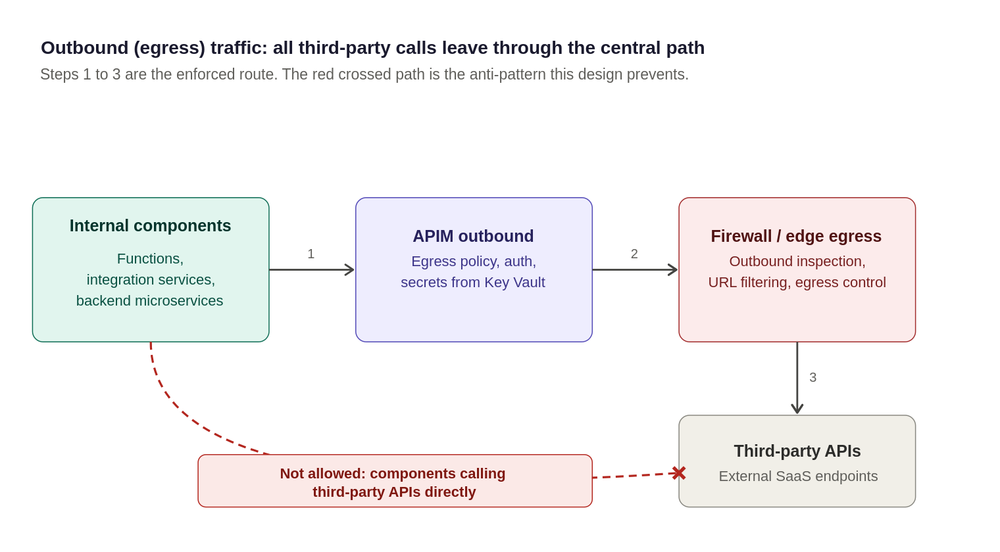 Outbound (egress) traffic: all third-party calls leave through the central path
Steps 1 to 3 are the enforced route. The red crossed path is the anti-pattern this design prevents.
Internal components
Functions,
integration services,
backend microservices
1
APIM outbound
Egress policy, auth,
secrets from Key Vault
2
Firewall / edge egress
Outbound inspection,
URL filtering, egress control
3
Third-party APIs
External SaaS endpoints
Not allowed: components calling
third-party APIs directly